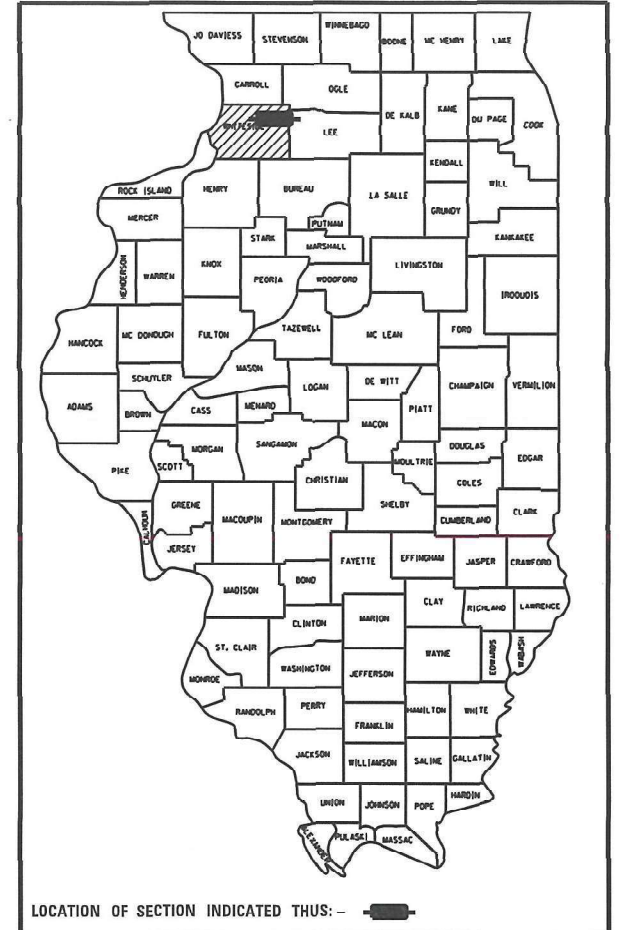 JO DAVIESS
STEVENSON
WINNEBAGO
BOONE
MC HENRY
LAKE
CARROLL
OGLE
WHITESIDE
LEE
DE KALB
KANE
DU PAGE
COOK
KENDALL
WILL
ROCK ISLAND
HENRY
BUREAU
LA SALLE
GRUNDY
MERCER
PUTNAM
STARK
MARSHALL
KANKAKEE
HENDERSON
WARREN
KNOX
PEORIA
WOODFORD
LIVINGSTON
IROQUOIS
HANCOCK
MC DONOUGH
FULTON
TAZEWELL
MC LEAN
FORD
SCHUYLER
MASON
LOGAN
DE WITT
CHAMPAIGN
VERMILION
ADAMS
BROWN
CASS
MENARD
MACON
PIATT
PIKE
SCOTT
MORGAN
SANGAMON
CHRISTIAN
MOULTRIE
DOUGLAS
EDGAR
COLES
SHELBY
CALHOUN
GREENE
MACOUPIN
MONTGOMERY
CUMBERLAND
CLARK
JERSEY
FAYETTE
EFFINGHAM
JASPER
CRAWFORD
MADISON
BOND
CLAY
RICHLAND
LAWRENCE
CLINTON
MARION
ST. CLAIR
WASHINGTON
WAYNE
EDWARDS
WABASH
MONROE
JEFFERSON
RANDOLPH
PERRY
HAMILTON
WHITE
FRANKLIN
JACKSON
WILLIAMSON
SALINE
GALLATIN
UNION
JOHNSON
POPE
HARDIN
ALEXANDER
PULASKI
MASSAC
LOCATION OF SECTION INDICATED THUS: –